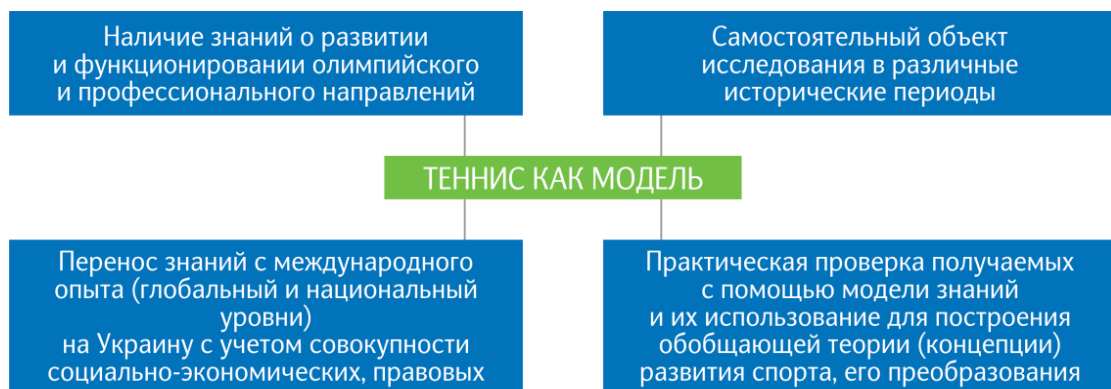 Наличие знаний о развитии
и функционировании олимпийского
и профессионального направлений
Самостоятельный объект
исследования в различные
исторические периоды
ТЕННИС КАК МОДЕЛЬ
Перенос знаний с международного
опыта (глобальный и национальный
уровни)
на Украину с учетом совокупности
социально-экономических, правовых
Практическая проверка получаемых
с помощью модели знаний
и их использование для построения
обобщающей теории (концепции)
развития спорта, его преобразования